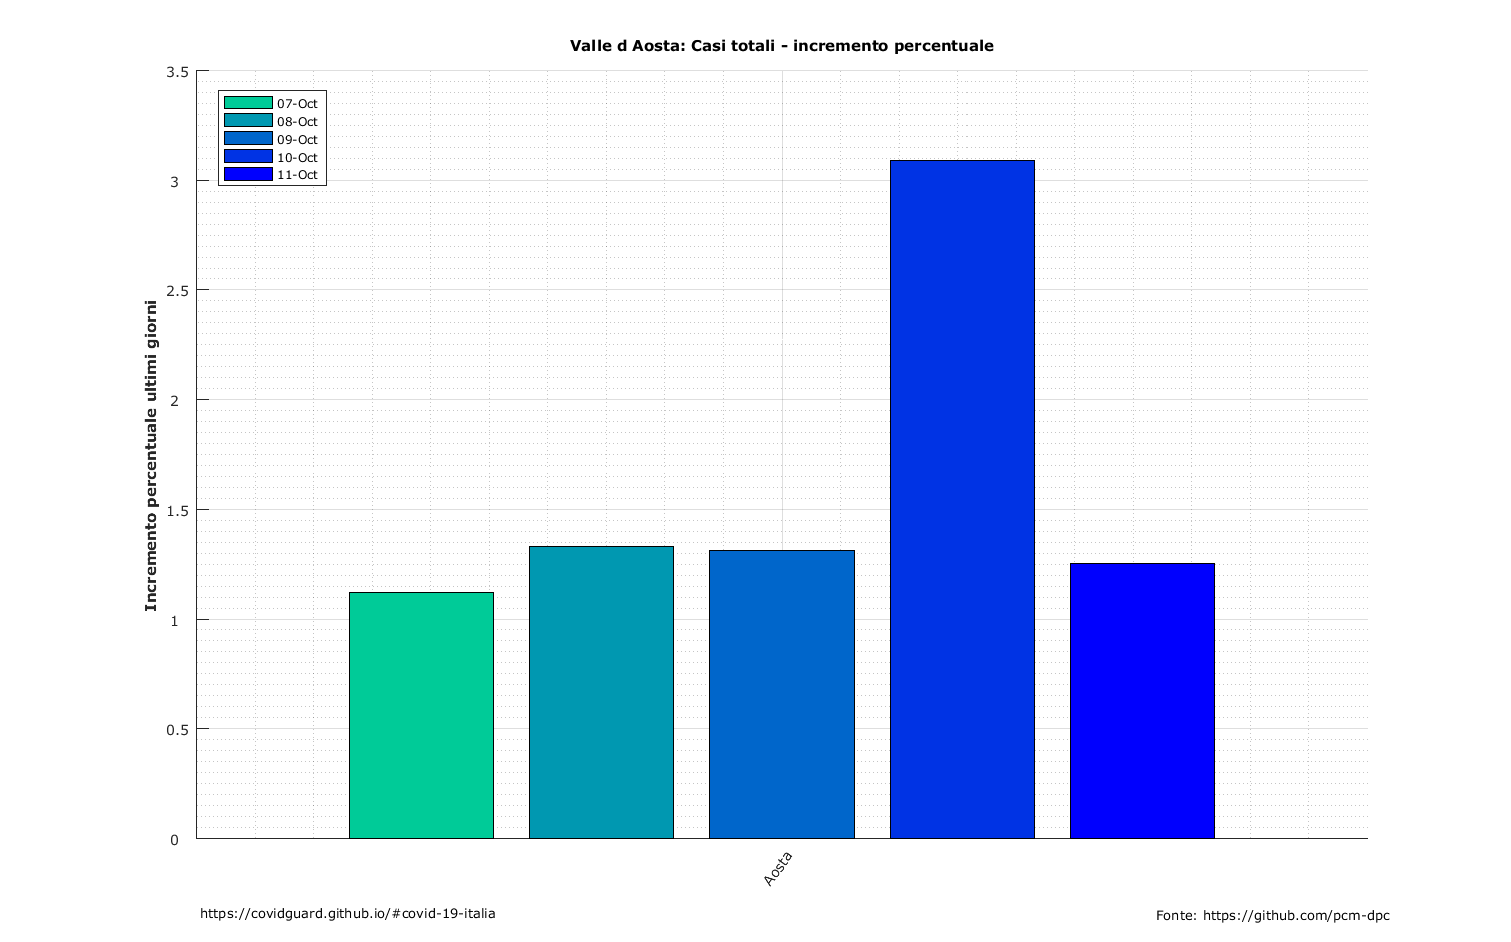 Valle d Aosta: Casi totali - incremento percentuale
3.5
3
2.5
2
1.5
1
0.5
0
Incremento percentuale ultimi giorni
07-Oct
08-Oct
09-Oct
10-Oct
11-Oct
Aosta
https://covidguard.github.io/#covid-19-italia
Fonte: https://github.com/pcm-dpc